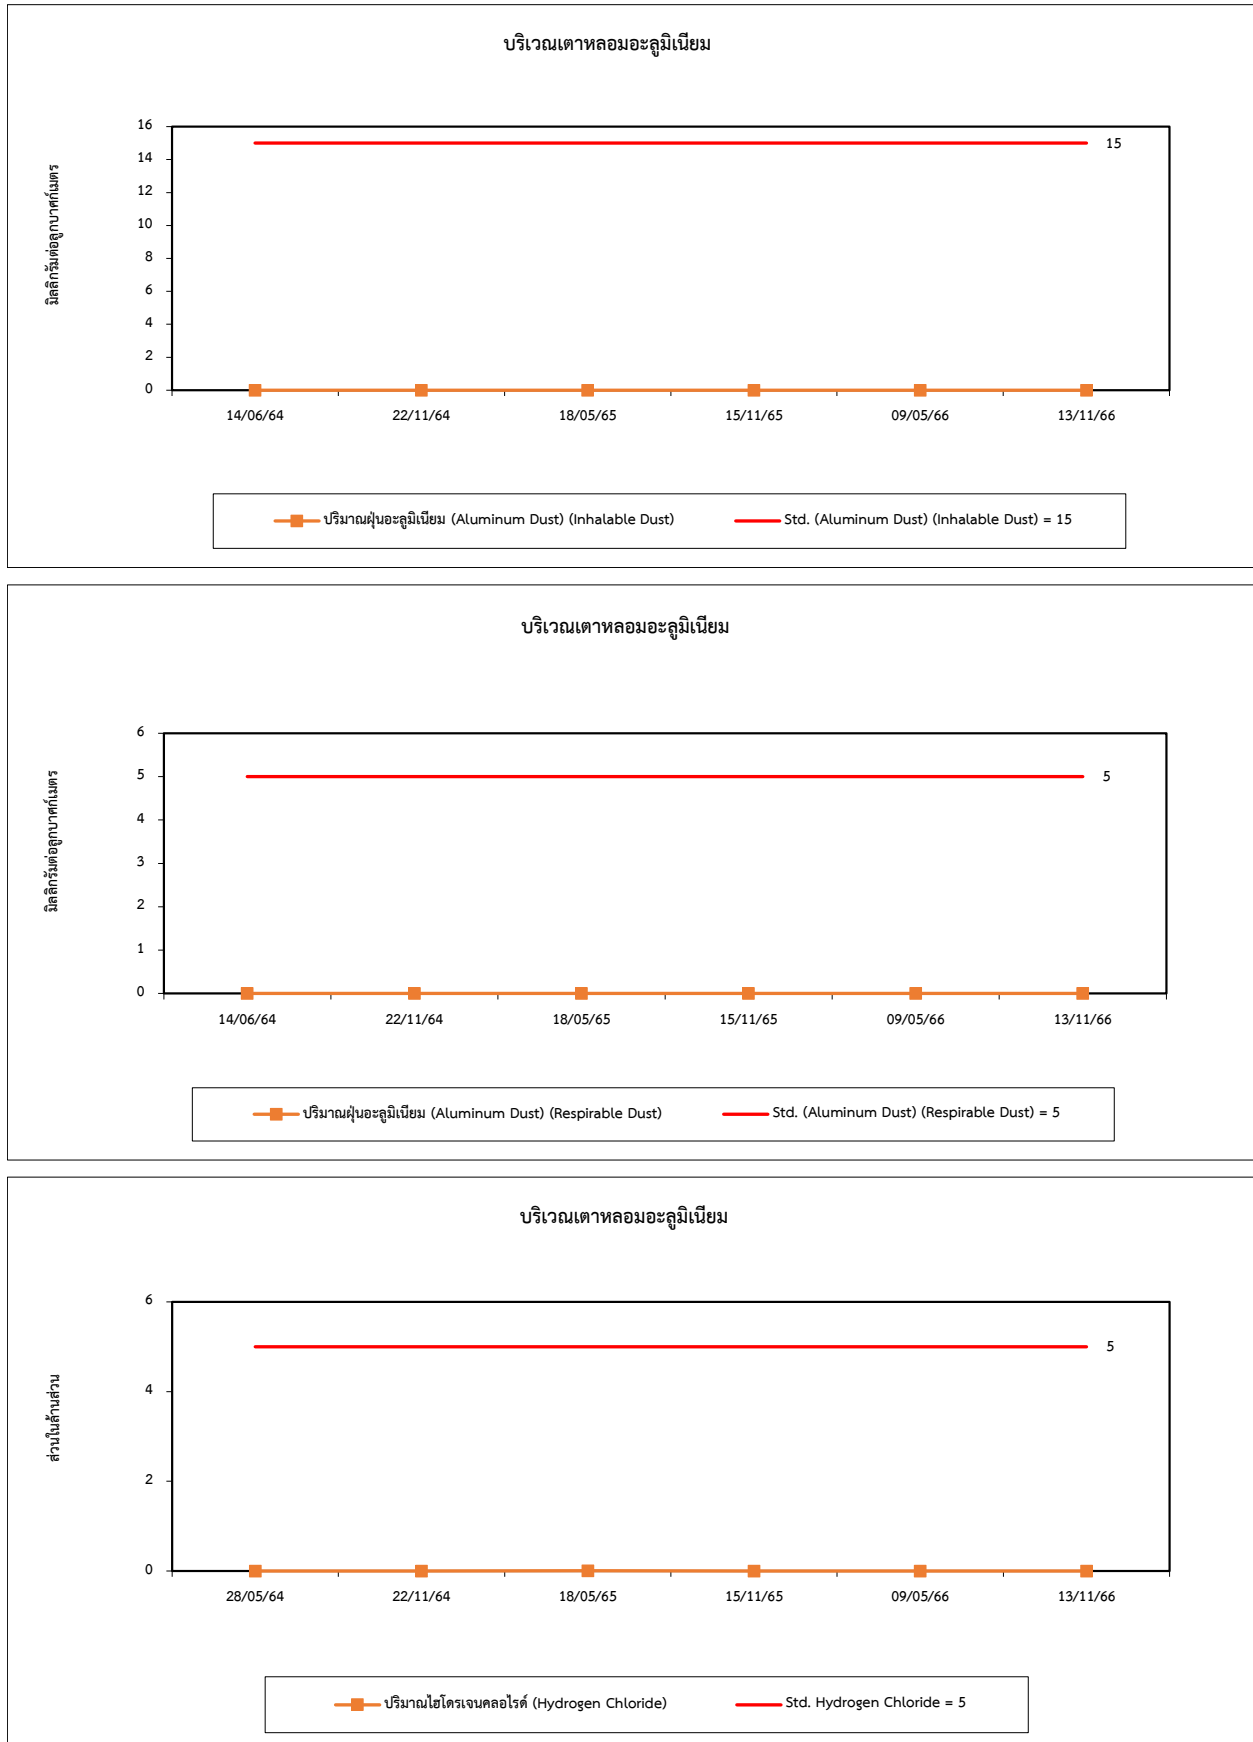 บริเวณเตาหลอมอะลูมิเนียม
มิลลิกรัมต่อลูกบาศก์เมตร
16
14
12
10
8
6
4
2
0
15
14/06/64 22/11/64 18/05/65 15/11/65 09/05/66 13/11/66
ปริมาณฝุ่นอะลูมิเนียม (Aluminum Dust) (Inhalable Dust) Std. (Aluminum Dust) (Inhalable Dust) = 15
บริเวณเตาหลอมอะลูมิเนียม
มิลลิกรัมต่อลูกบาศก์เมตร
6
5
4
3
2
1
0
5
14/06/64 22/11/64 18/05/65 15/11/65 09/05/66 13/11/66
ปริมาณฝุ่นอะลูมิเนียม (Aluminum Dust) (Respirable Dust) Std. (Aluminum Dust) (Respirable Dust) = 5
บริเวณเตาหลอมอะลูมิเนียม
ส่วนในล้านส่วน
6
4
2
0
5
28/05/64 22/11/64 18/05/65 15/11/65 09/05/66 13/11/66
ปริมาณไฮโดรเจนคลอไรด์ (Hydrogen Chloride) Std. Hydrogen Chloride = 5